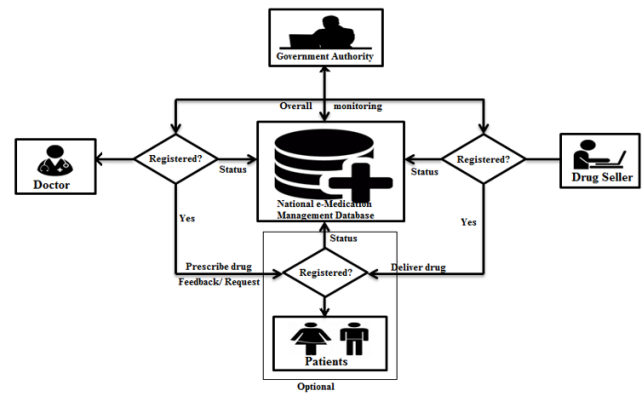 Government Authority
Overall monitoring
Registered?
Registered?
Doctor
Status
Status
Drug Seller
National e-Medication
Management Database
Yes
Yes
Status
Prescribe drug
Registered?
Deliver drug
Feedback/ Request
Patients
Optional